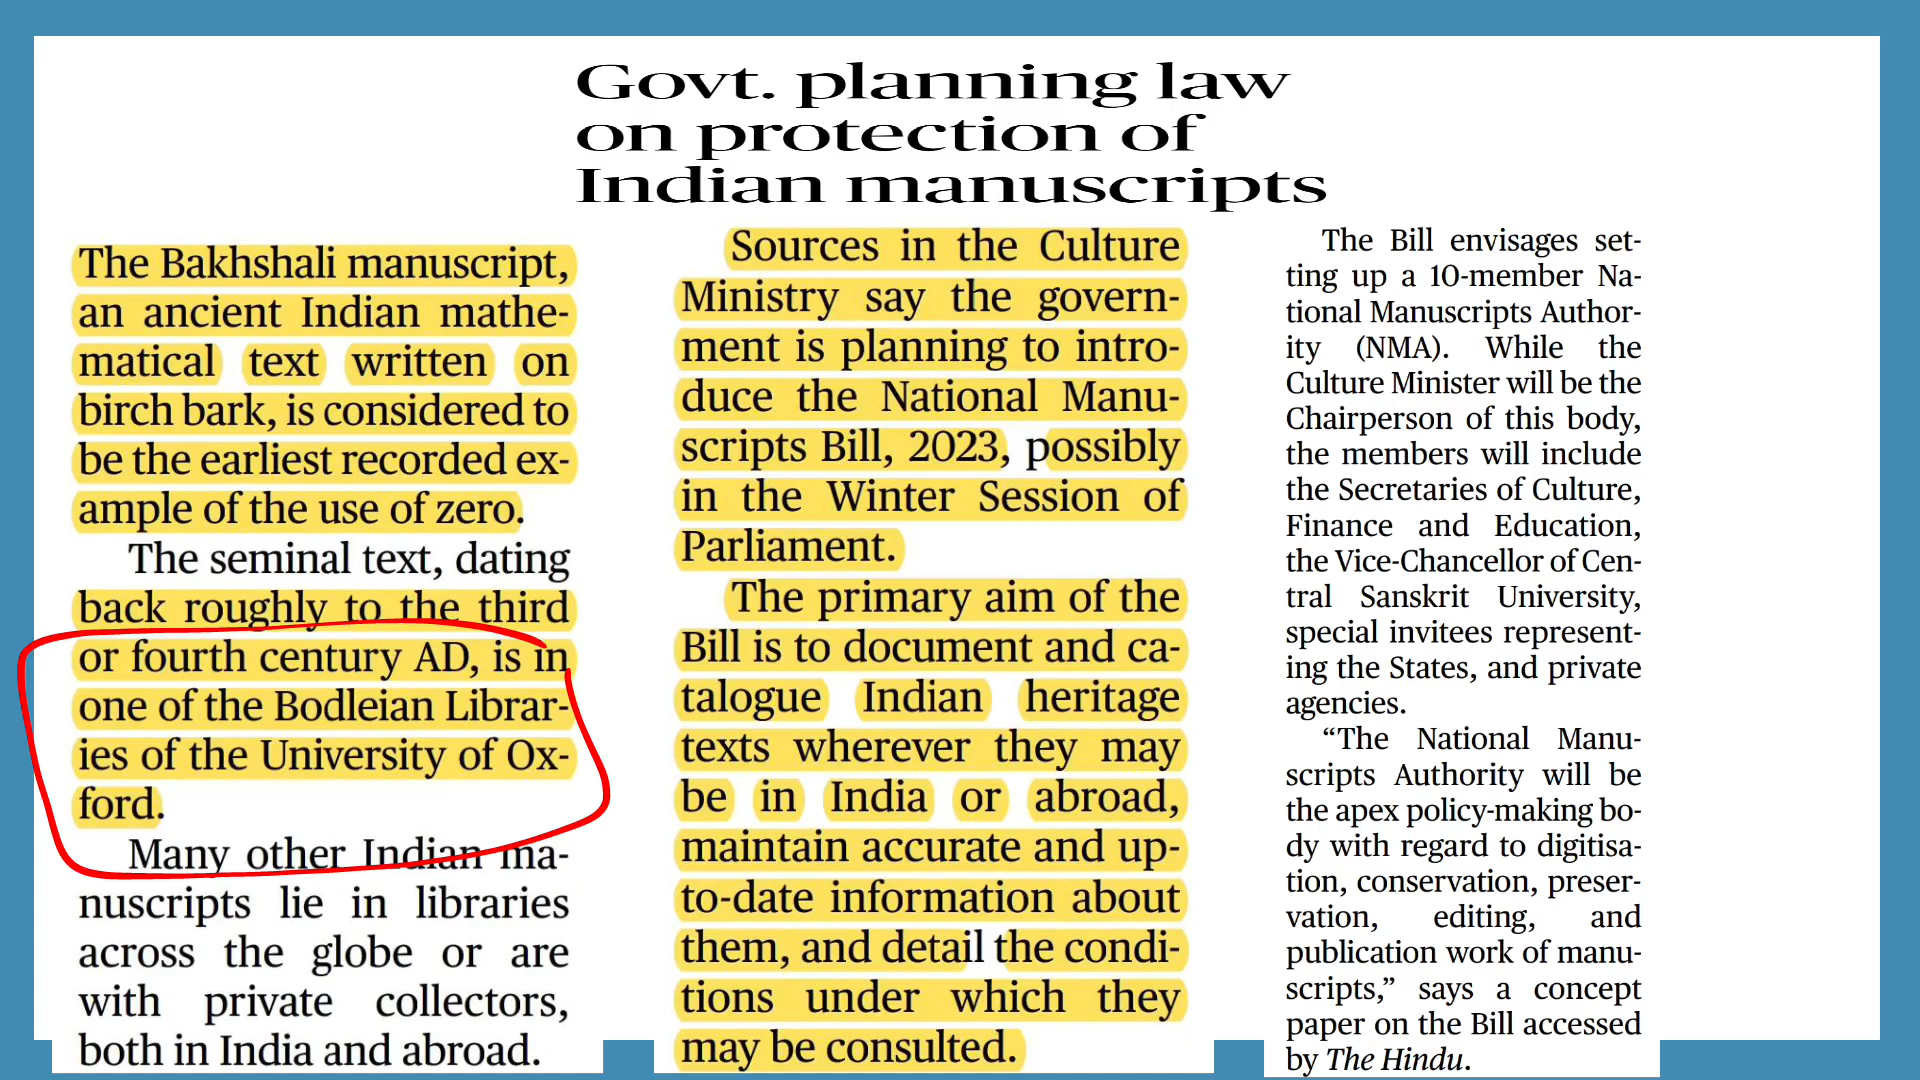 Govt. planning law
on protection of
Indian manuscripts
The Bakhshali manuscript,
an ancient Indian mathe-
matical text written on
birch bark, is considered to
be the earliest recorded ex-
ample of the use of zero.
The seminal text, dating
back roughly to the third
or fourth century AD, is in
one of the Bodleian Librar-
ies of the University of Ox-
ford.
Many other Indian ma-
nuscripts lie in libraries
across the globe or are
with private collectors,
both in India and abroad.
Sources in the Culture
Ministry say the govern-
ment is planning to intro-
duce the National Manu-
scripts Bill, 2023, possibly
in the Winter Session of
Parliament.
The primary aim of the
Bill is to document and ca-
talogue Indian heritage
texts wherever they may
be in India or abroad,
maintain accurate and up-
to-date information about
them, and detail the condi-
tions under which they
may be consulted.
The Bill envisages set-
ting up a 10-member Na-
tional Manuscripts Author-
ity (NMA). While the
Culture Minister will be the
Chairperson of this body,
the members will include
the Secretaries of Culture,
Finance and Education,
the Vice-Chancellor of Cen-
tral Sanskrit University,
special invitees represent-
ing the States, and private
agencies.
“The National Manu-
scripts Authority will be
the apex policy-making bo-
dy with regard to digitisa-
tion, conservation, preser-
vation, editing, and
publication work of manu-
scripts,” says a concept
paper on the Bill accessed
by The Hindu.